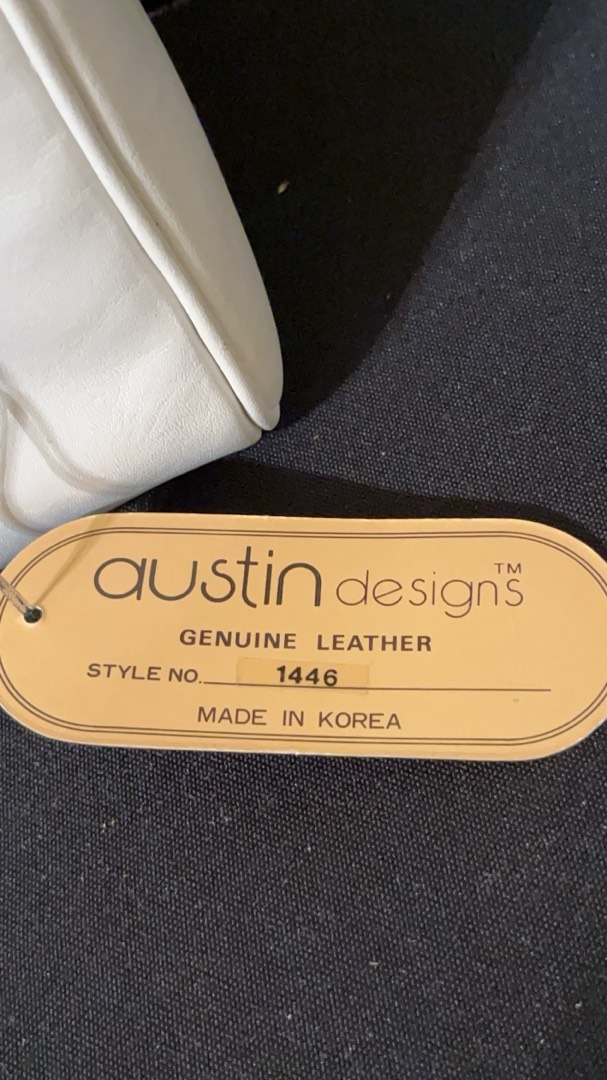 austin designs™
GENUINE LEATHER
STYLE NO. 1446
MADE IN KOREA